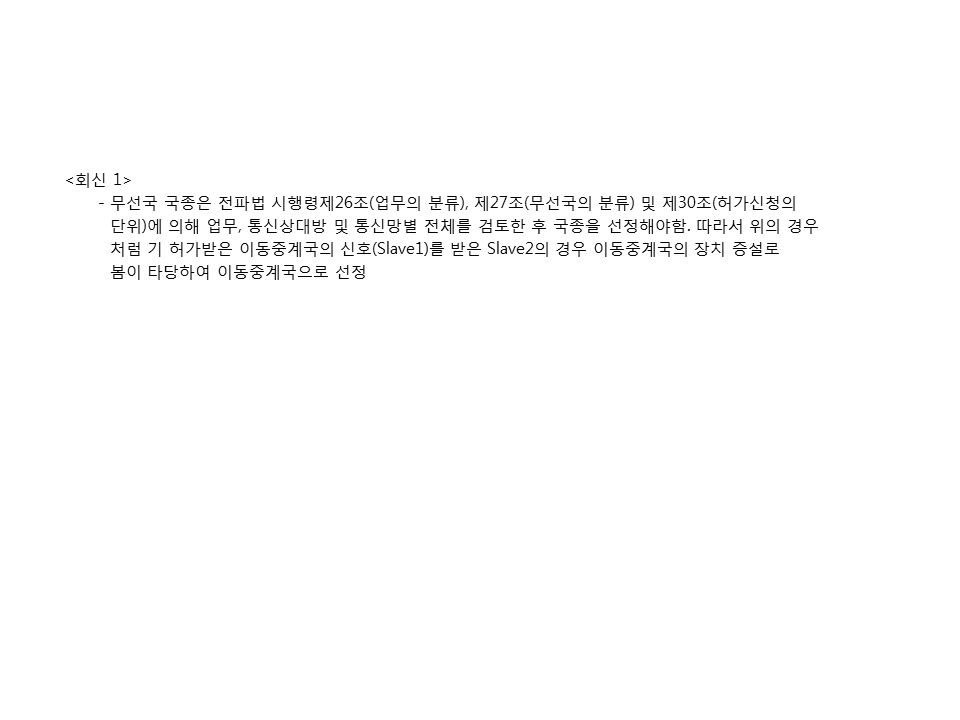 <회신 1>
- 무선국 국종은 전파법 시행령제26조(업무의 분류), 제27조(무선국의 분류) 및 제30조(허가신청의
단위)에 의해 업무, 통신상대방 및 통신망별 전체를 검토한 후 국종을 선정해야함. 따라서 위의 경우
처럼 기 허가받은 이동중계국의 신호(Slave1)를 받은 Slave2의 경우 이동중계국의 장치 증설로
봄이 타당하여 이동중계국으로 선정